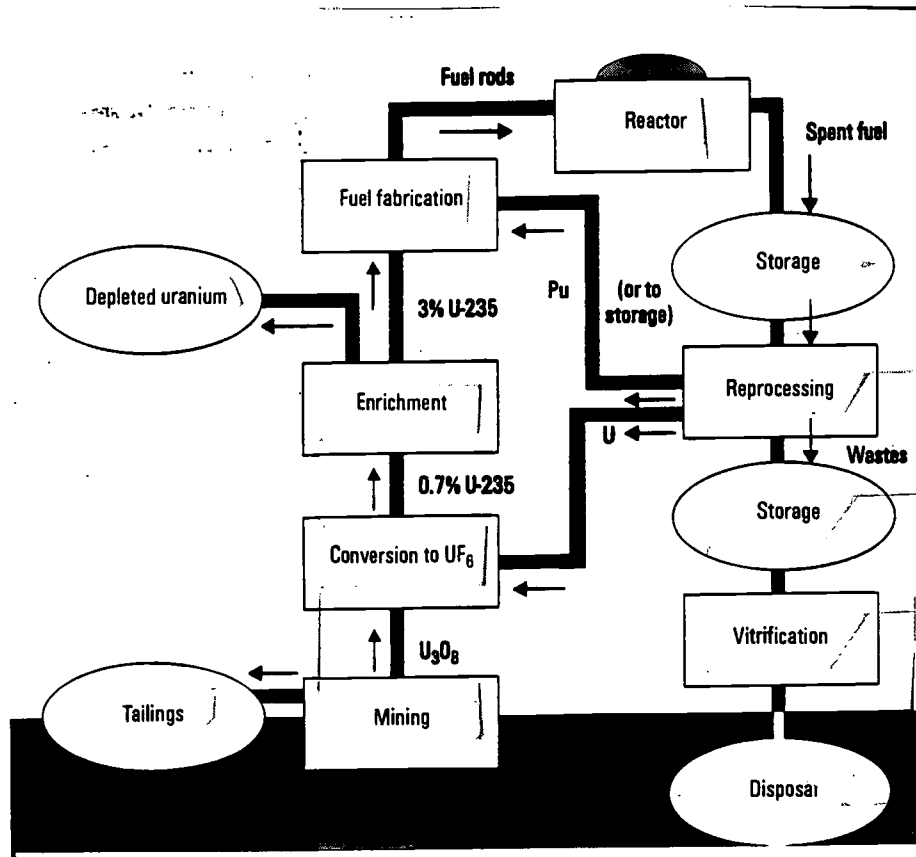 Fuel rods
Reactor
Spent fuel
Fuel fabrication
Storage
Depleted uranium
Pu
(or to
storage)
3% U-235
Enrichment
Reprocessing
U
Wastes
0.7% U-235
Storage
Conversion to UF₆
Vitrification
U₃O₈
Tailings
Mining
Disposal